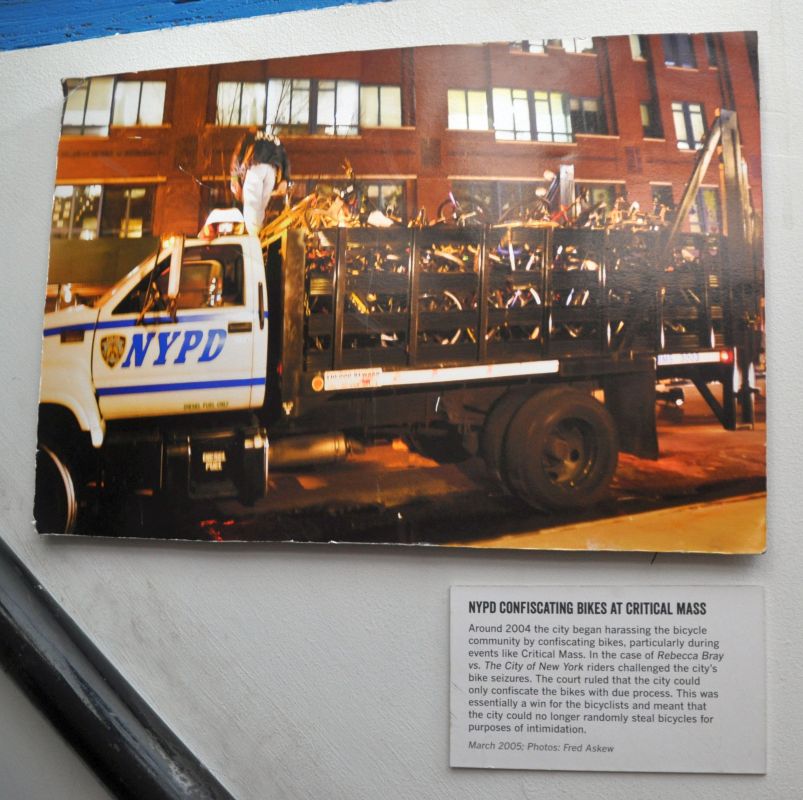 NYPD
DIESEL FUEL ONLY
DIESEL
FUEL
NYPD CONFISCATING BIKES AT CRITICAL MASS
Around 2004 the city began harassing the bicycle
community by confiscating bikes, particularly during
events like Critical Mass. In the case of Rebecca Bray
vs. The City of New York riders challenged the city's
bike seizures. The court ruled that the city could
only confiscate the bikes with due process. This was
essentially a win for the bicyclists and meant that
the city could no longer randomly steal bicycles for
purposes of intimidation.
March 2005; Photos: Fred Askew